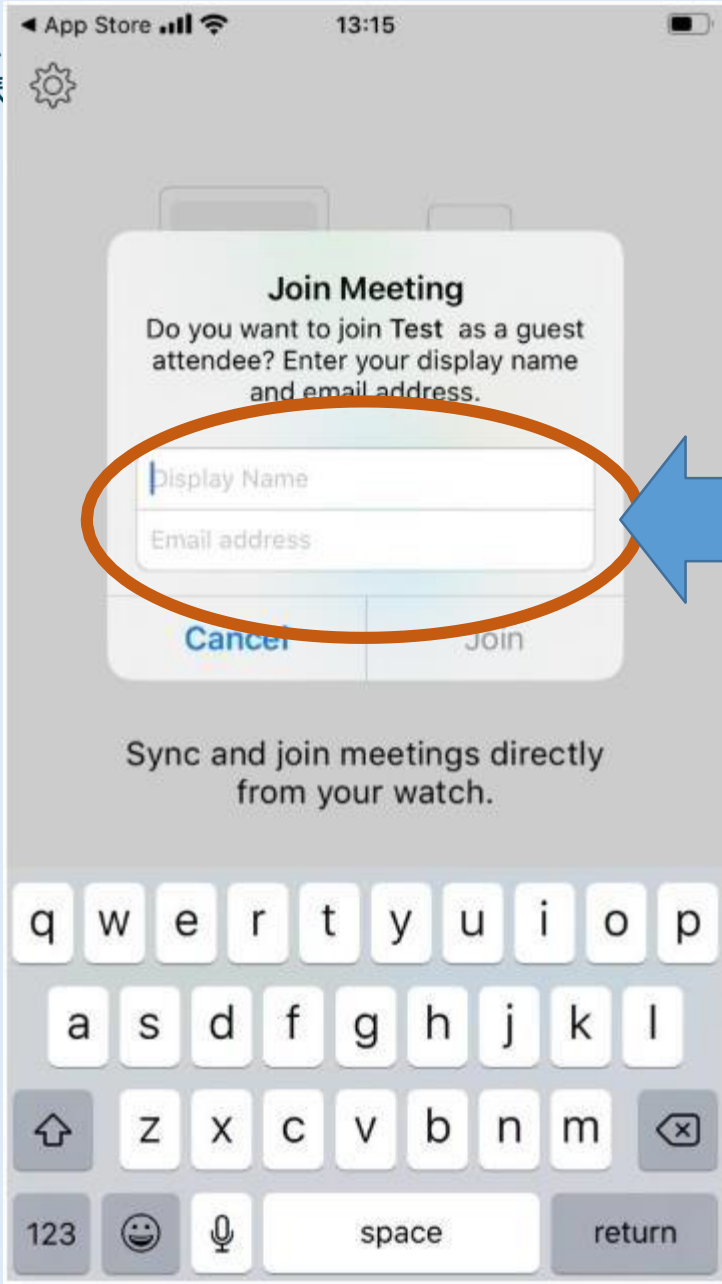 ◀ App Store 13:15
Join Meeting
Do you want to join Test as a guest
attendee? Enter your display name
and email address.
Display Name
Email address
Cancel Join
Sync and join meetings directly
from your watch.
q w e r t y u i o p
a s d f g h j k l
z x c v b n m
123 space return